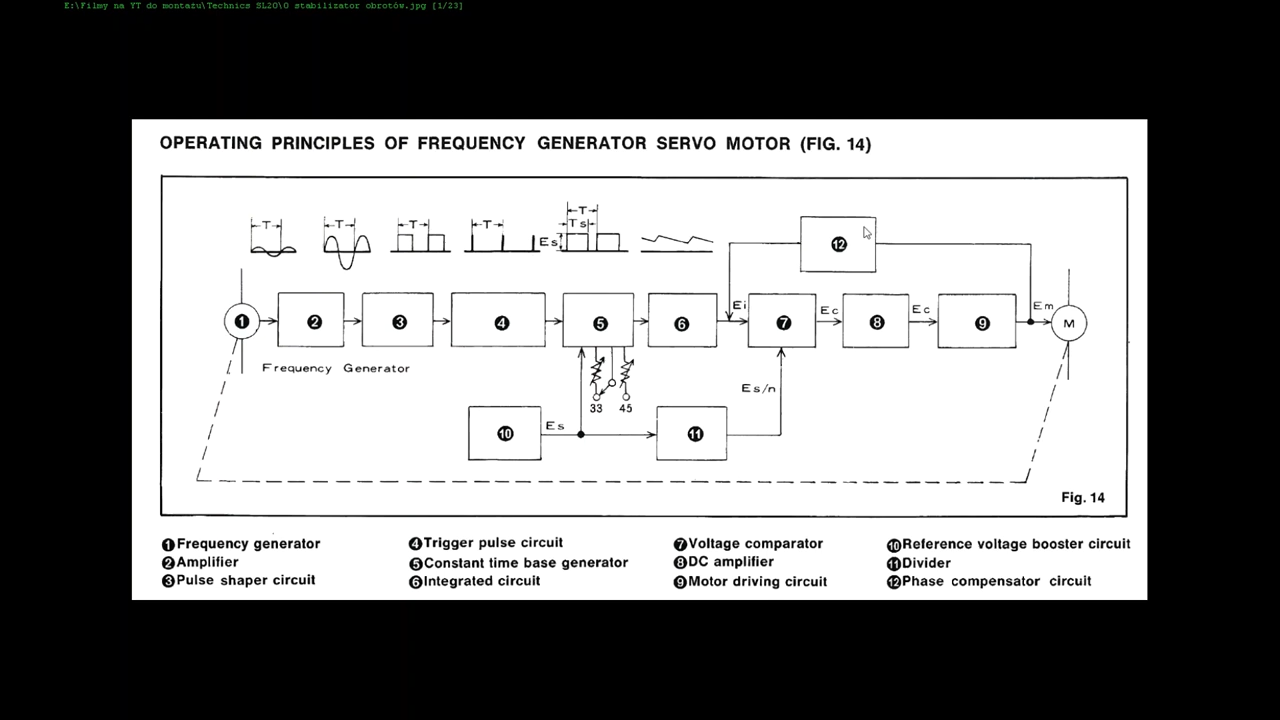 E:\Filmy na YT do montażu\Technics SL20\0 stabilizator obrotów.jpg [1/23]
OPERATING PRINCIPLES OF FREQUENCY GENERATOR SERVO MOTOR (FIG. 14)
T T T T T Ts Es
12
Ei Ec Ec Em
1 2 3 4 5 6 7 8 9 M
Frequency Generator
33 45
Es/n
10 Es 11
Fig. 14
1 Frequency generator
2 Amplifier
3 Pulse shaper circuit
4 Trigger pulse circuit
5 Constant time base generator
6 Integrated circuit
7 Voltage comparator
8 DC amplifier
9 Motor driving circuit
10 Reference voltage booster circuit
11 Divider
12 Phase compensator circuit